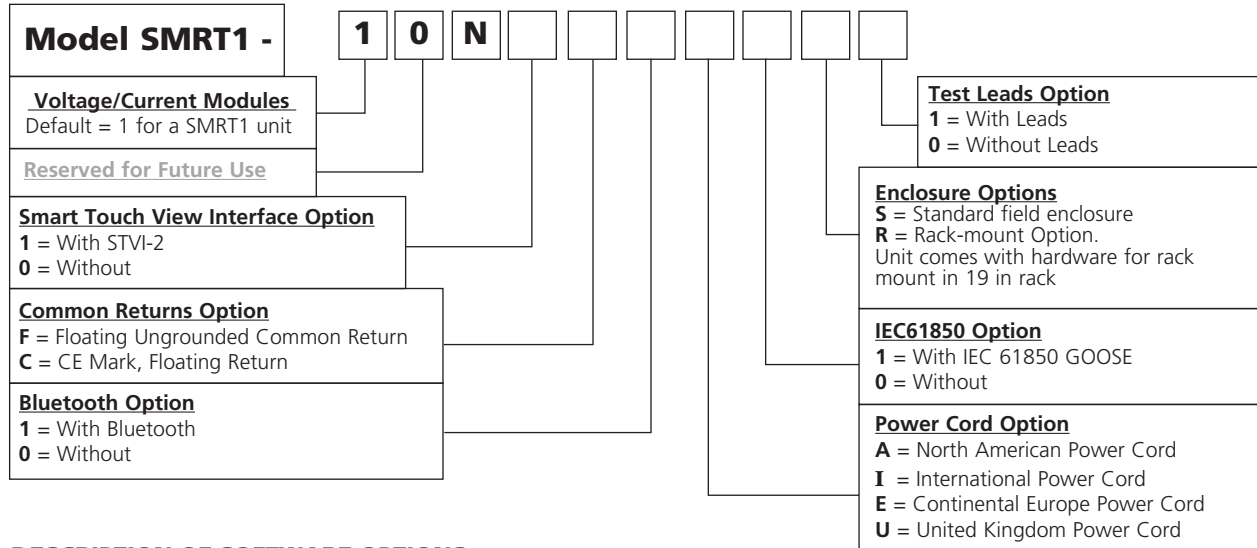 Model SMRT1 - 1 0 N
Voltage/Current Modules
Default = 1 for a SMRT1 unit
Reserved for Future Use
Smart Touch View Interface Option
1 = With STVI-2
0 = Without
Common Returns Option
F = Floating Ungrounded Common Return
C = CE Mark, Floating Return
Bluetooth Option
1 = With Bluetooth
0 = Without
Test Leads Option
1 = With Leads
0 = Without Leads
Enclosure Options
S = Standard field enclosure
R = Rack-mount Option.
Unit comes with hardware for rack
mount in 19 in rack
IEC61850 Option
1 = With IEC 61850 GOOSE
0 = Without
Power Cord Option
A = North American Power Cord
I = International Power Cord
E = Continental Europe Power Cord
U = United Kingdom Power Cord
DESCRIPTION OF SOFTWARE OPTIONS